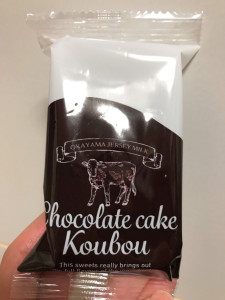 OKAYAMA JERSEY MILK
Chocolate cake
Koubou
This sweets really brings out